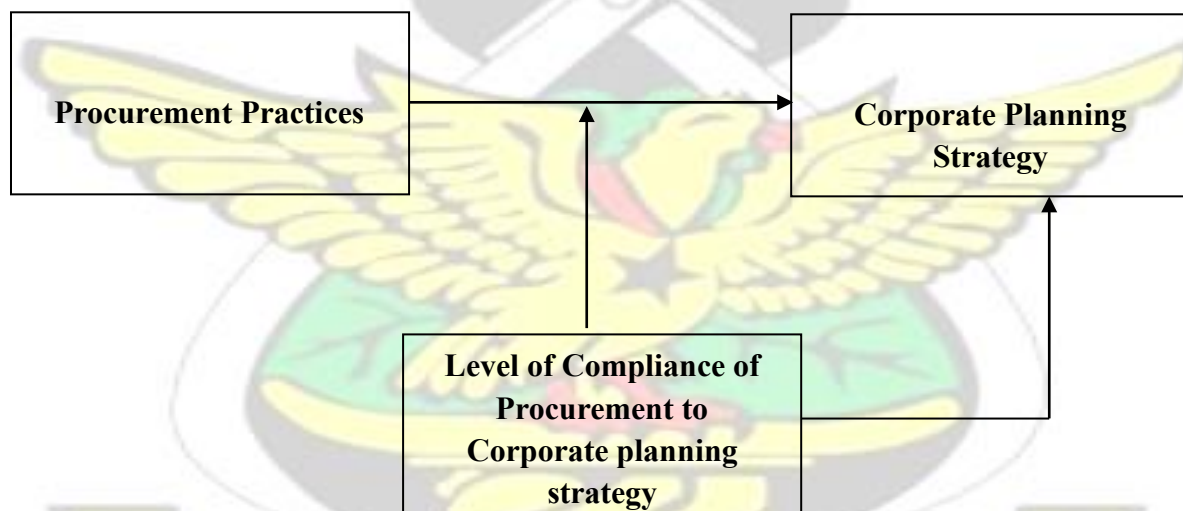 Procurement Practices
Corporate Planning
Strategy
Level of Compliance of
Procurement to
Corporate planning
strategy